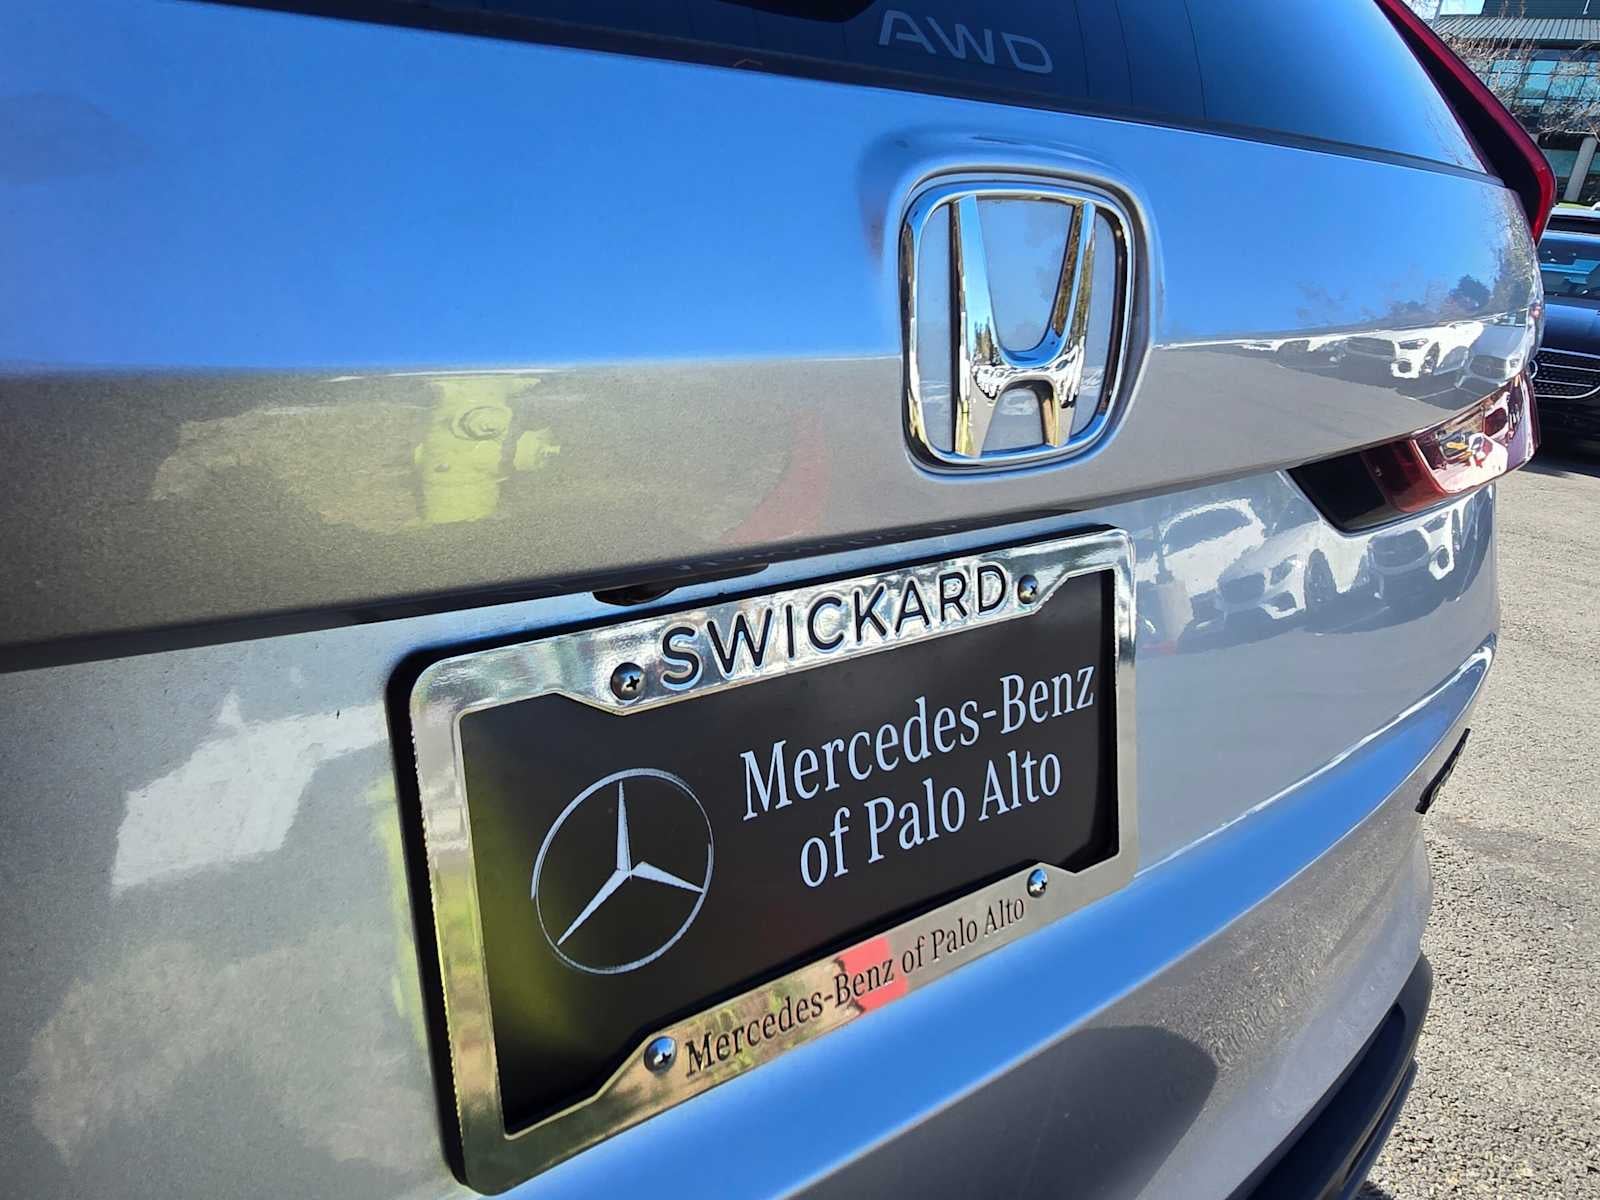 AWD
SWICKARD
Mercedes-Benz
of Palo Alto
Mercedes-Benz of Palo Alto